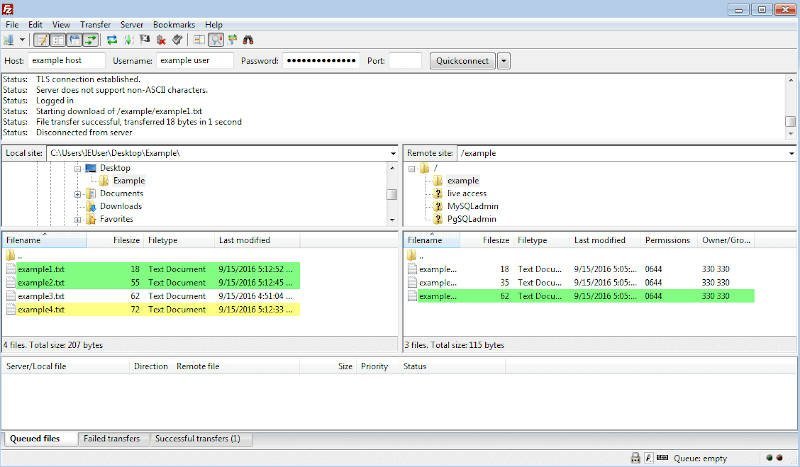 Fz
File Edit View Transfer Server Bookmarks Help
Host: example host Username: example user Password: •••••••••••••• Port: Quickconnect
Status: TLS connection established.
Status: Server does not support non-ASCII characters.
Status: Logged in
Status: Starting download of /example/example1.txt
Status: File transfer successful, transferred 18 bytes in 1 second
Status: Disconnected from server
Local site: C:\Users\IEUser\Desktop\Example\
Desktop
Example
Documents
Downloads
Favorites
Remote site: /example
/
example
live access
MySQLadmin
PgSQLadmin
Filename Filesize Filetype Last modified
..
example1.txt 18 Text Document 9/15/2016 5:12:52 ...
example2.txt 55 Text Document 9/15/2016 5:12:45 ...
example3.txt 62 Text Document 9/15/2016 4:51:04 ...
example4.txt 72 Text Document 9/15/2016 5:12:33 ...
4 files. Total size: 207 bytes
Filename Filesize Filetype Last modified Permissions Owner/Gro...
..
example... 18 Text Docu... 9/15/2016 5:05:... 0644 330 330
example... 35 Text Docu... 9/15/2016 5:05:... 0644 330 330
example... 62 Text Docu... 9/15/2016 5:05:... 0644 330 330
3 files. Total size: 115 bytes
Server/Local file Direction Remote file Size Priority Status
Queued files Failed transfers Successful transfers (1)
Queue: empty